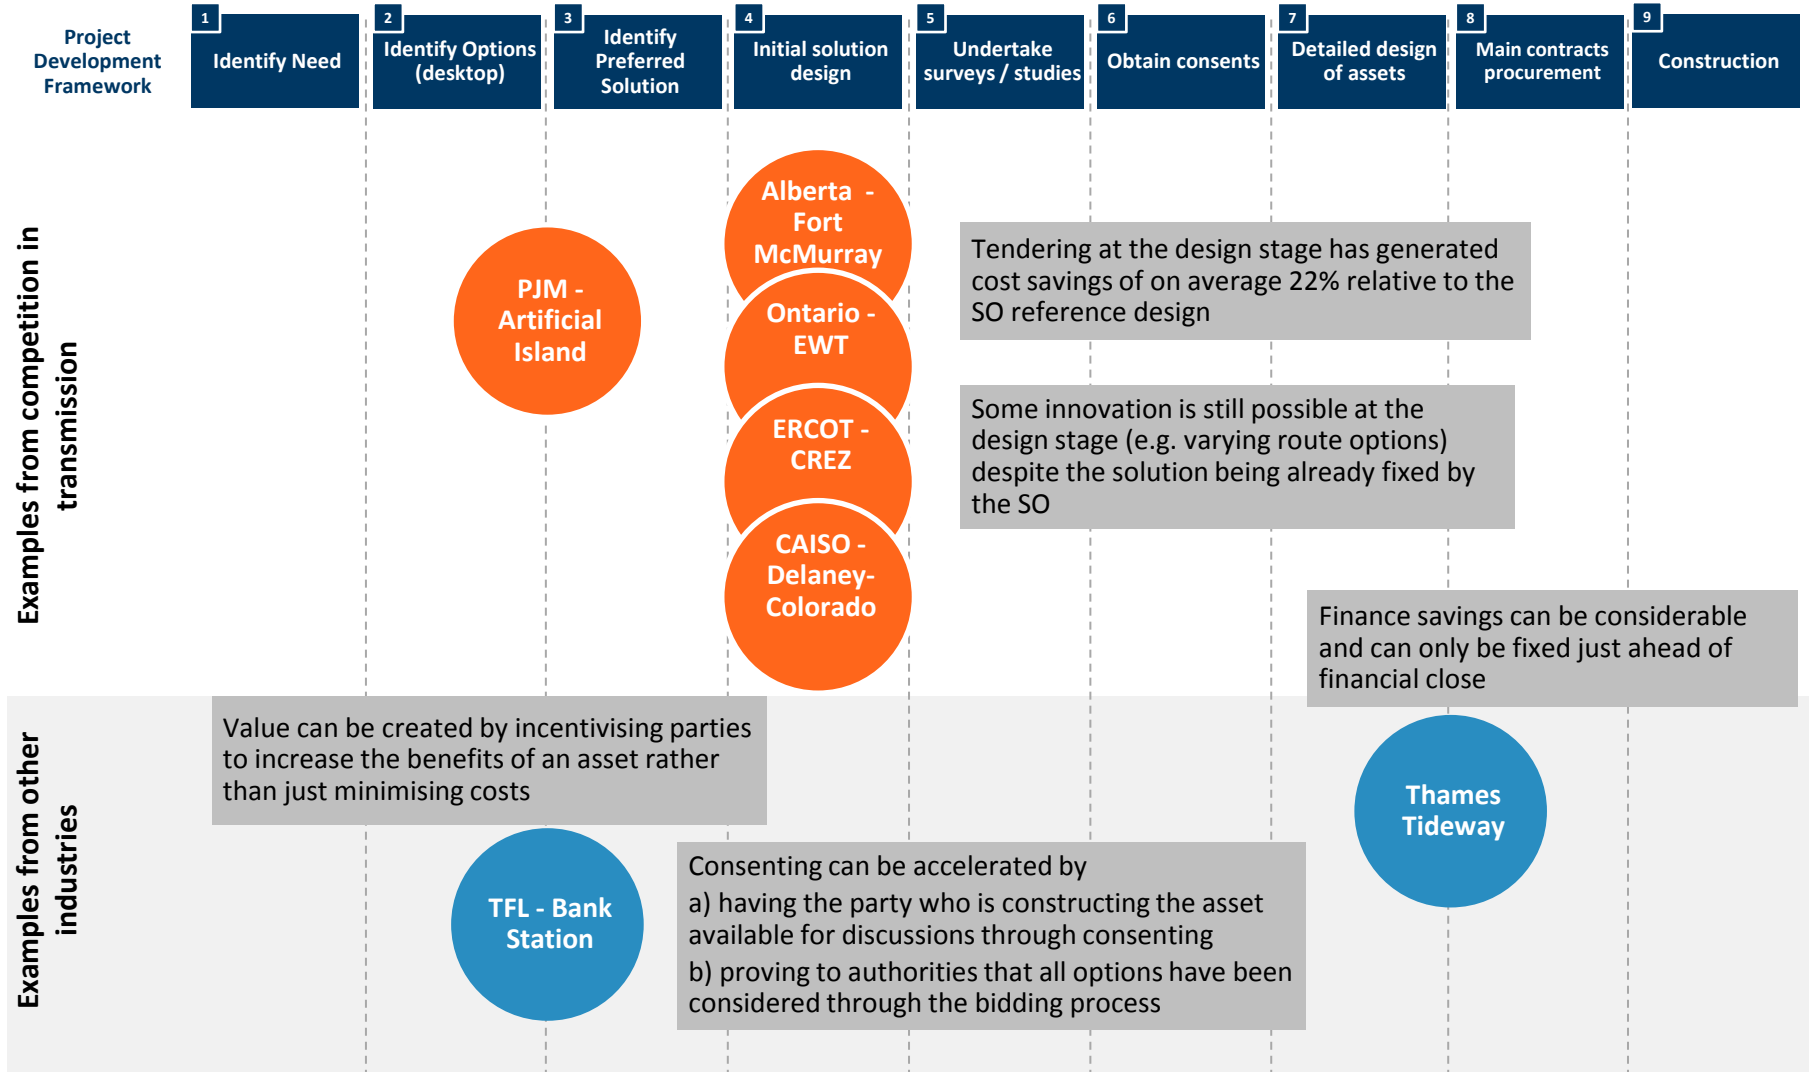 Project
Development
Framework
1
Identify Need
2
Identify Options
(desktop)
3
Identify
Preferred
Solution
4
Initial solution
design
5
Undertake
surveys / studies
6
Obtain consents
7
Detailed design
of assets
8
Main contracts
procurement
9
Construction
Examples from competition in
transmission
PJM -
Artificial
Island
Alberta -
Fort
McMurray
Ontario -
EWT
ERCOT -
CREZ
CAISO -
Delaney-
Colorado
Tendering at the design stage has generated
cost savings of on average 22% relative to the
SO reference design
Some innovation is still possible at the
design stage (e.g. varying route options)
despite the solution being already fixed by
the SO
Finance savings can be considerable
and can only be fixed just ahead of
financial close
Examples from other
industries
Value can be created by incentivising parties
to increase the benefits of an asset rather
than just minimising costs
TFL - Bank
Station
Consenting can be accelerated by
a) having the party who is constructing the asset
available for discussions through consenting
b) proving to authorities that all options have been
considered through the bidding process
Thames
Tideway